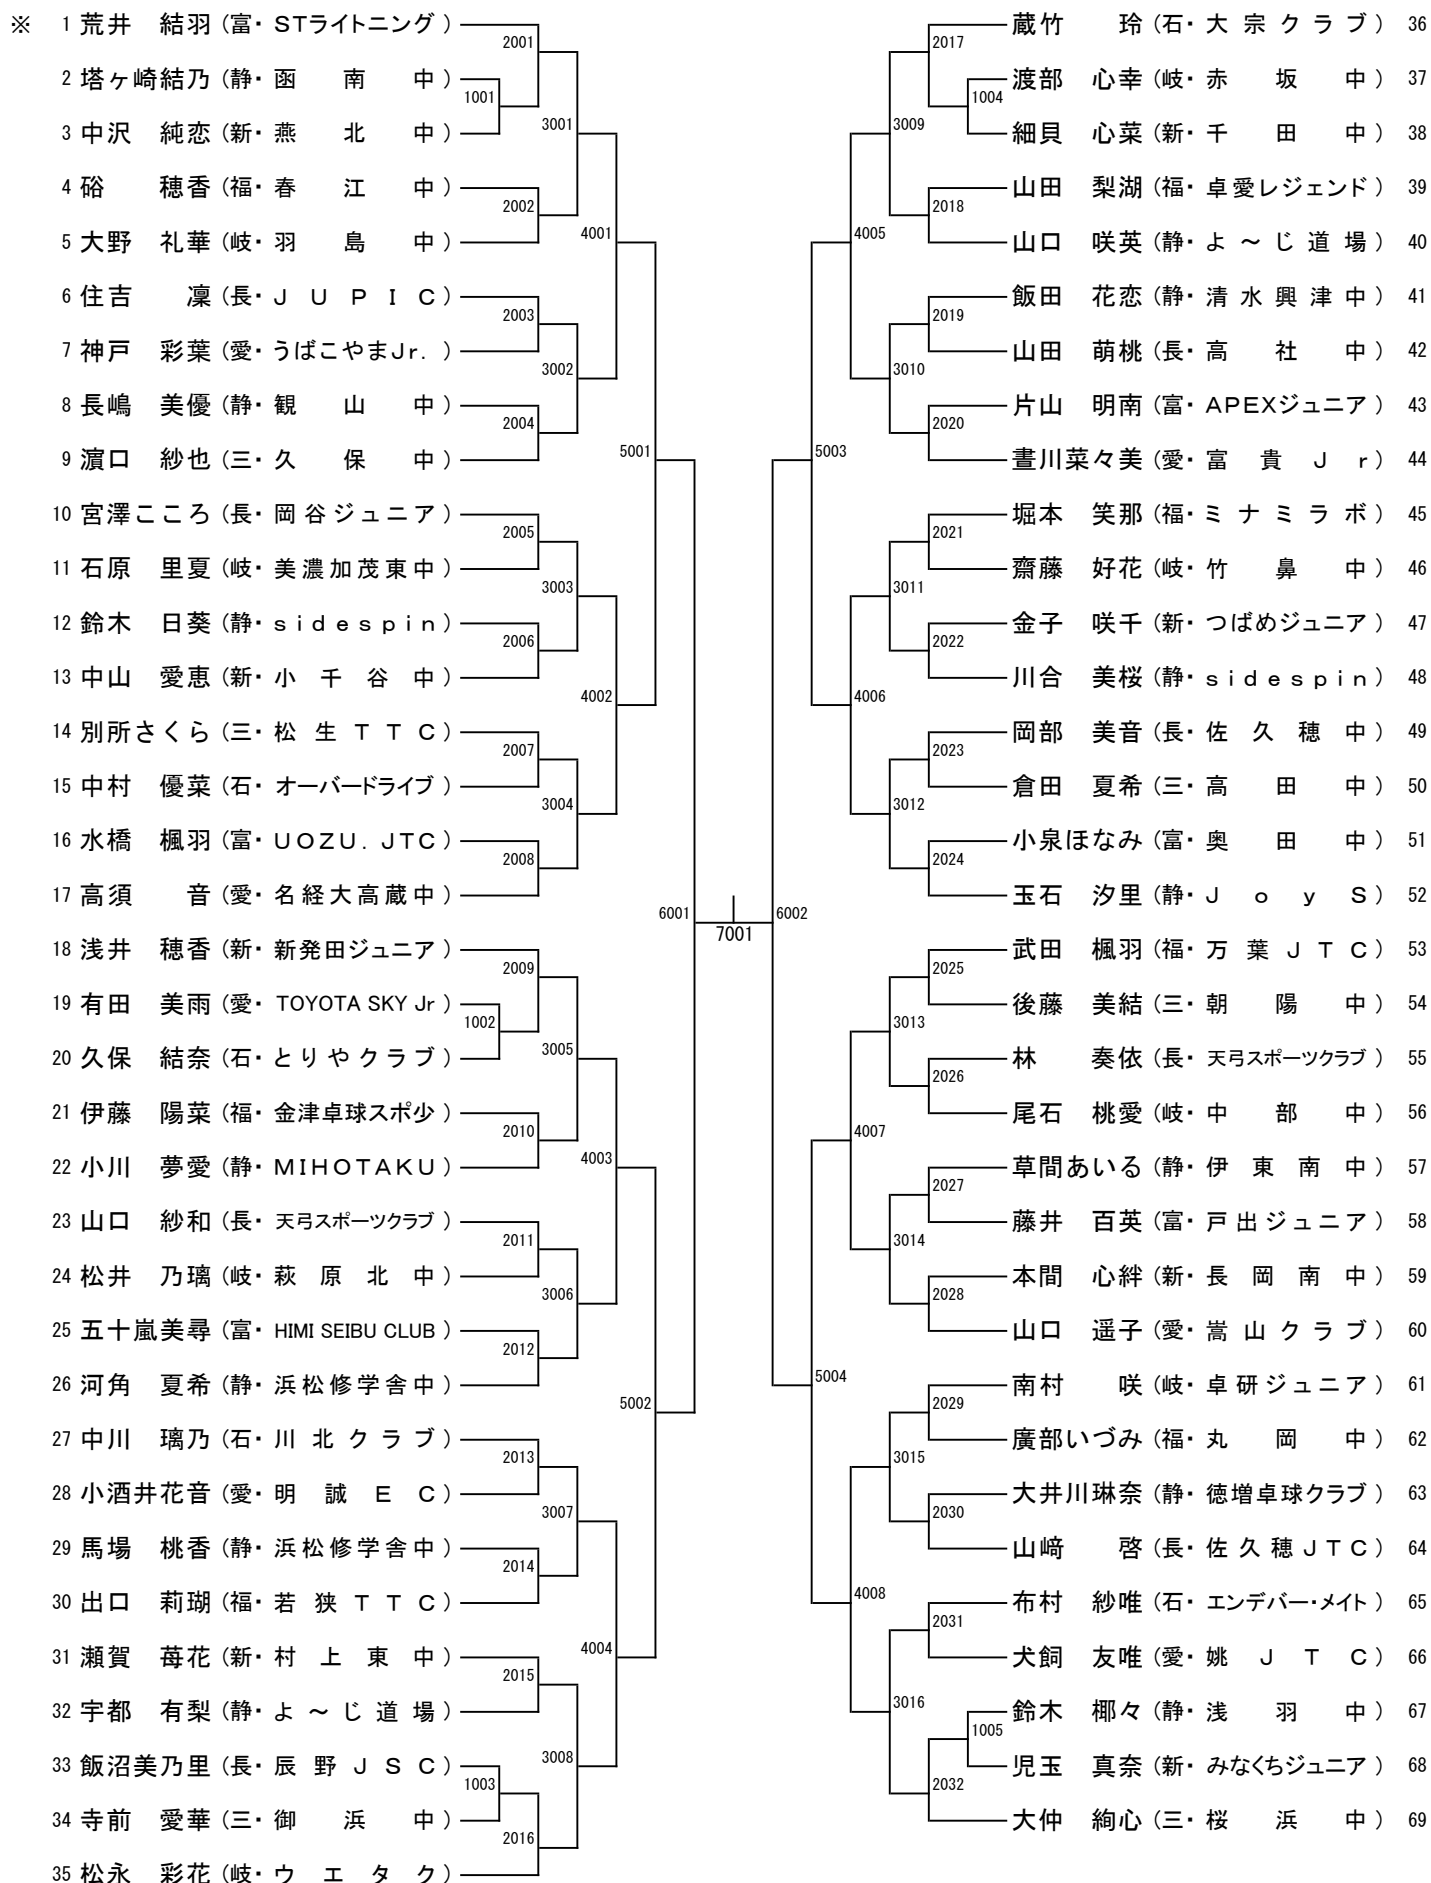 ※ 1 荒井 結羽 (富・STライトニング)
2 塔ヶ崎結乃 (静・函南中)
3 中沢 純恋 (新・燕北中)
4 硲 穂香 (福・春江中)
5 大野 礼華 (岐・羽島中)
6 住吉 凜 (長・JUPIC)
7 神戸 彩葉 (愛・うばこやまJr.)
8 長嶋 美優 (静・観山中)
9 濵口 紗也 (三・久保中)
10 宮澤こころ (長・岡谷ジュニア)
11 石原 里夏 (岐・美濃加茂東中)
12 鈴木 日葵 (静・sidespin)
13 中山 愛恵 (新・小千谷中)
14 別所さくら (三・松生TTC)
15 中村 優菜 (石・オーバードライブ)
16 水橋 楓羽 (富・UOZU.JTC)
17 高須 音 (愛・名経大高蔵中)
18 浅井 穂香 (新・新発田ジュニア)
19 有田 美雨 (愛・TOYOTA SKY Jr)
20 久保 結奈 (石・とりやクラブ)
21 伊藤 陽菜 (福・金津卓球スポ少)
22 小川 夢愛 (静・MIHOTAKU)
23 山口 紗和 (長・天弓スポーツクラブ)
24 松井 乃璃 (岐・萩原北中)
25 五十嵐美尋 (富・HIMI SEIBU CLUB)
26 河角 夏希 (静・浜松修学舎中)
27 中川 璃乃 (石・川北クラブ)
28 小酒井花音 (愛・明誠EC)
29 馬場 桃香 (静・浜松修学舎中)
30 出口 莉瑚 (福・若狭TTC)
31 瀬賀 苺花 (新・村上東中)
32 宇都 有梨 (静・よ～じ道場)
33 飯沼美乃里 (長・辰野JSC)
34 寺前 愛華 (三・御浜中)
35 松永 彩花 (岐・ウエタク)
1001
1002
1003
2001
2002
2003
2004
2005
2006
2007
2008
2009
2010
2011
2012
2013
2014
2015
2016
3001
3002
3003
3004
3005
3006
3007
3008
4001
4002
4003
4004
5001
5002
6001
7001
6002
5003
5004
4005
4006
4007
4008
3009
3010
3011
3012
3013
3014
3015
3016
2017
2018
2019
2020
2021
2022
2023
2024
2025
2026
2027
2028
2029
2030
2031
2032
1004
1005
蔵竹 玲 (石・大宗クラブ) 36
渡部 心幸 (岐・赤坂中) 37
細貝 心菜 (新・千田中) 38
山田 梨湖 (福・卓愛レジェンド) 39
山口 咲英 (静・よ～じ道場) 40
飯田 花恋 (静・清水興津中) 41
山田 萌桃 (長・高社中) 42
片山 明南 (富・APEXジュニア) 43
晝川菜々美 (愛・富貴Jr) 44
堀本 笑那 (福・ミナミラボ) 45
齋藤 好花 (岐・竹鼻中) 46
金子 咲千 (新・つばめジュニア) 47
川合 美桜 (静・sidespin) 48
岡部 美音 (長・佐久穂中) 49
倉田 夏希 (三・高田中) 50
小泉ほなみ (富・奥田中) 51
玉石 汐里 (静・JoyS) 52
武田 楓羽 (福・万葉JTC) 53
後藤 美結 (三・朝陽中) 54
林 奏依 (長・天弓スポーツクラブ) 55
尾石 桃愛 (岐・中部中) 56
草間あいる (静・伊東南中) 57
藤井 百英 (富・戸出ジュニア) 58
本間 心絆 (新・長岡南中) 59
山口 遥子 (愛・嵩山クラブ) 60
南村 咲 (岐・卓研ジュニア) 61
廣部いづみ (福・丸岡中) 62
大井川琳奈 (静・徳増卓球クラブ) 63
山﨑 啓 (長・佐久穂JTC) 64
布村 紗唯 (石・エンデバー・メイト) 65
犬飼 友唯 (愛・姚JTC) 66
鈴木 椰々 (静・浅羽中) 67
児玉 真奈 (新・みなくちジュニア) 68
大仲 絢心 (三・桜浜中) 69